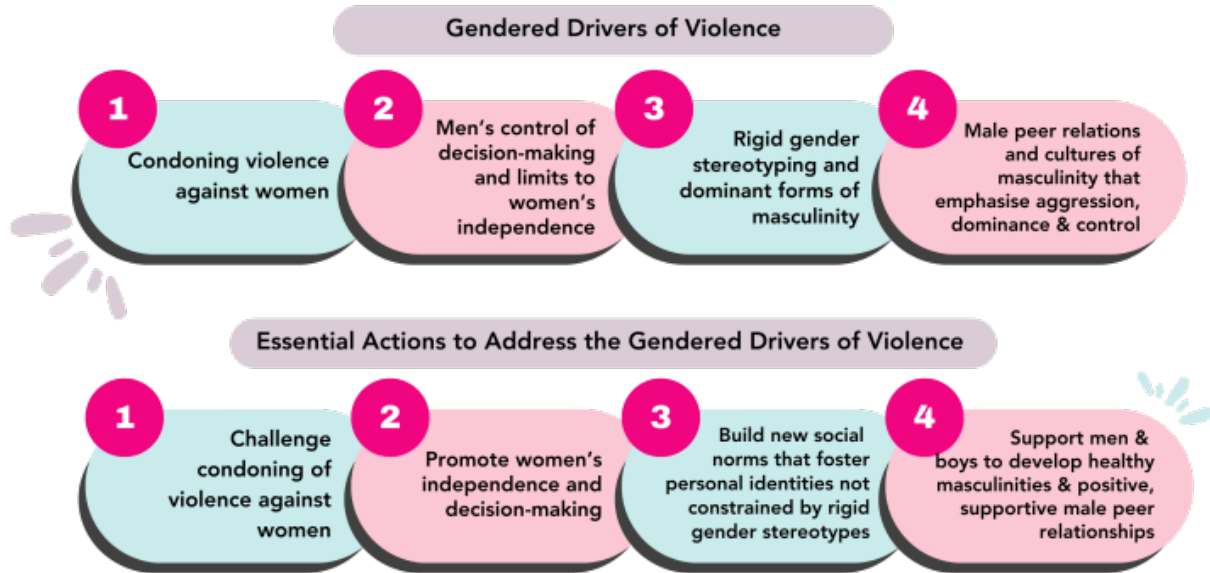 Gendered Drivers of Violence
1
Condoning violence
against women
2
Men's control of
decision-making
and limits to
women's
independence
3
Rigid gender
stereotyping and
dominant forms of
masculinity
4
Male peer relations
and cultures of
masculinity that
emphasise aggression,
dominance & control
Essential Actions to Address the Gendered Drivers of Violence
1
Challenge
condoning of
violence against
women
2
Promote women's
independence and
decision-making
3
Build new social
norms that foster
personal identities not
constrained by rigid
gender stereotypes
4
Support men &
boys to develop healthy
masculinities & positive,
supportive male peer
relationships